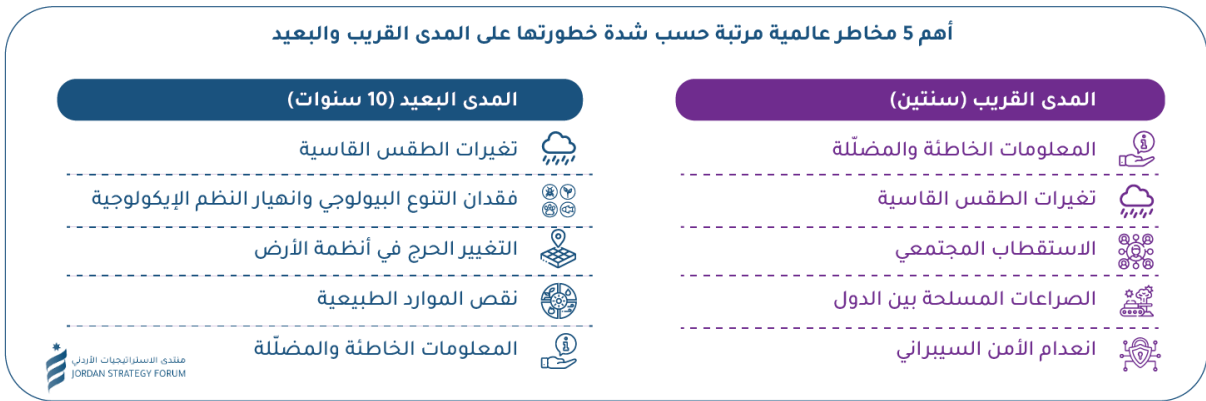 أهم 5 مخاطر عالمية مرتبة حسب شدة خطورتها على المدى القريب والبعيد
المدى القريب (سنتين)
المعلومات الخاطئة والمضلّلة
تغيرات الطقس القاسية
الاستقطاب المجتمعي
الصراعات المسلحة بين الدول
انعدام الأمن السيبراني
المدى البعيد (10 سنوات)
تغيرات الطقس القاسية
فقدان التنوع البيولوجي وانهيار النظم الإيكولوجية
التغيير الحرج في أنظمة الأرض
نقص الموارد الطبيعية
المعلومات الخاطئة والمضلّلة
منتدى الاستراتيجيات الأردني
JORDAN STRATEGY FORUM